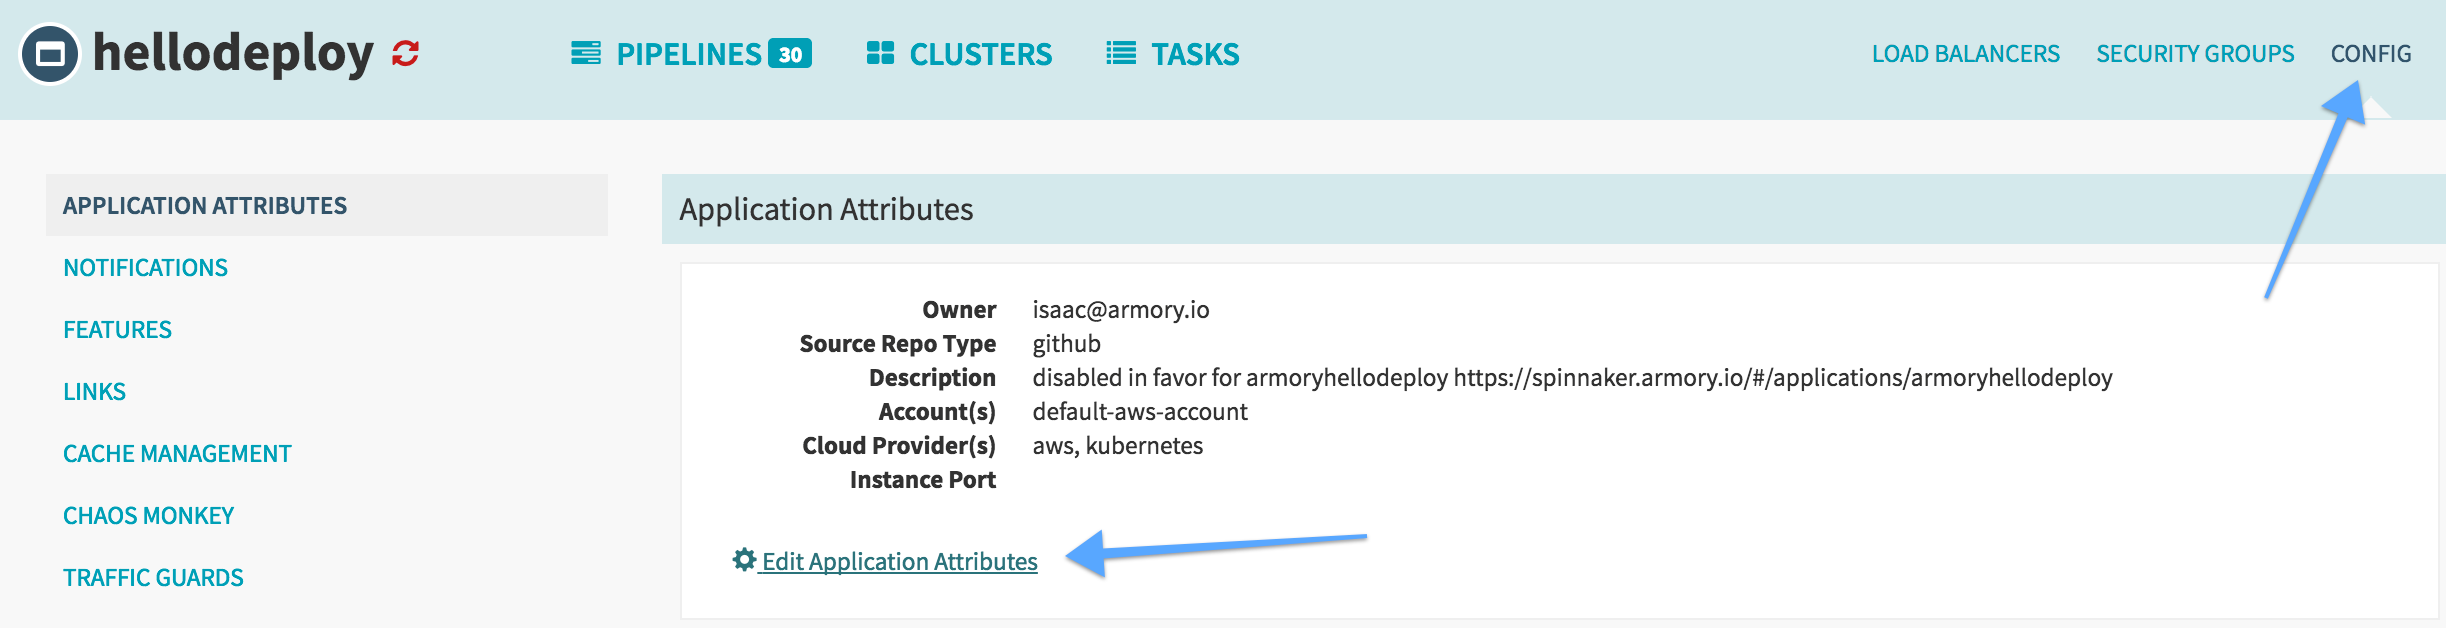 hellodeploy PIPELINES 30 CLUSTERS TASKS LOAD BALANCERS SECURITY GROUPS CONFIG
APPLICATION ATTRIBUTES
NOTIFICATIONS
FEATURES
LINKS
CACHE MANAGEMENT
CHAOS MONKEY
TRAFFIC GUARDS
Application Attributes
Owner isaac@armory.io
Source Repo Type github
Description disabled in favor for armoryhellodeploy https://spinnaker.armory.io/#/applications/armoryhellodeploy
Account(s) default-aws-account
Cloud Provider(s) aws, kubernetes
Instance Port
Edit Application Attributes